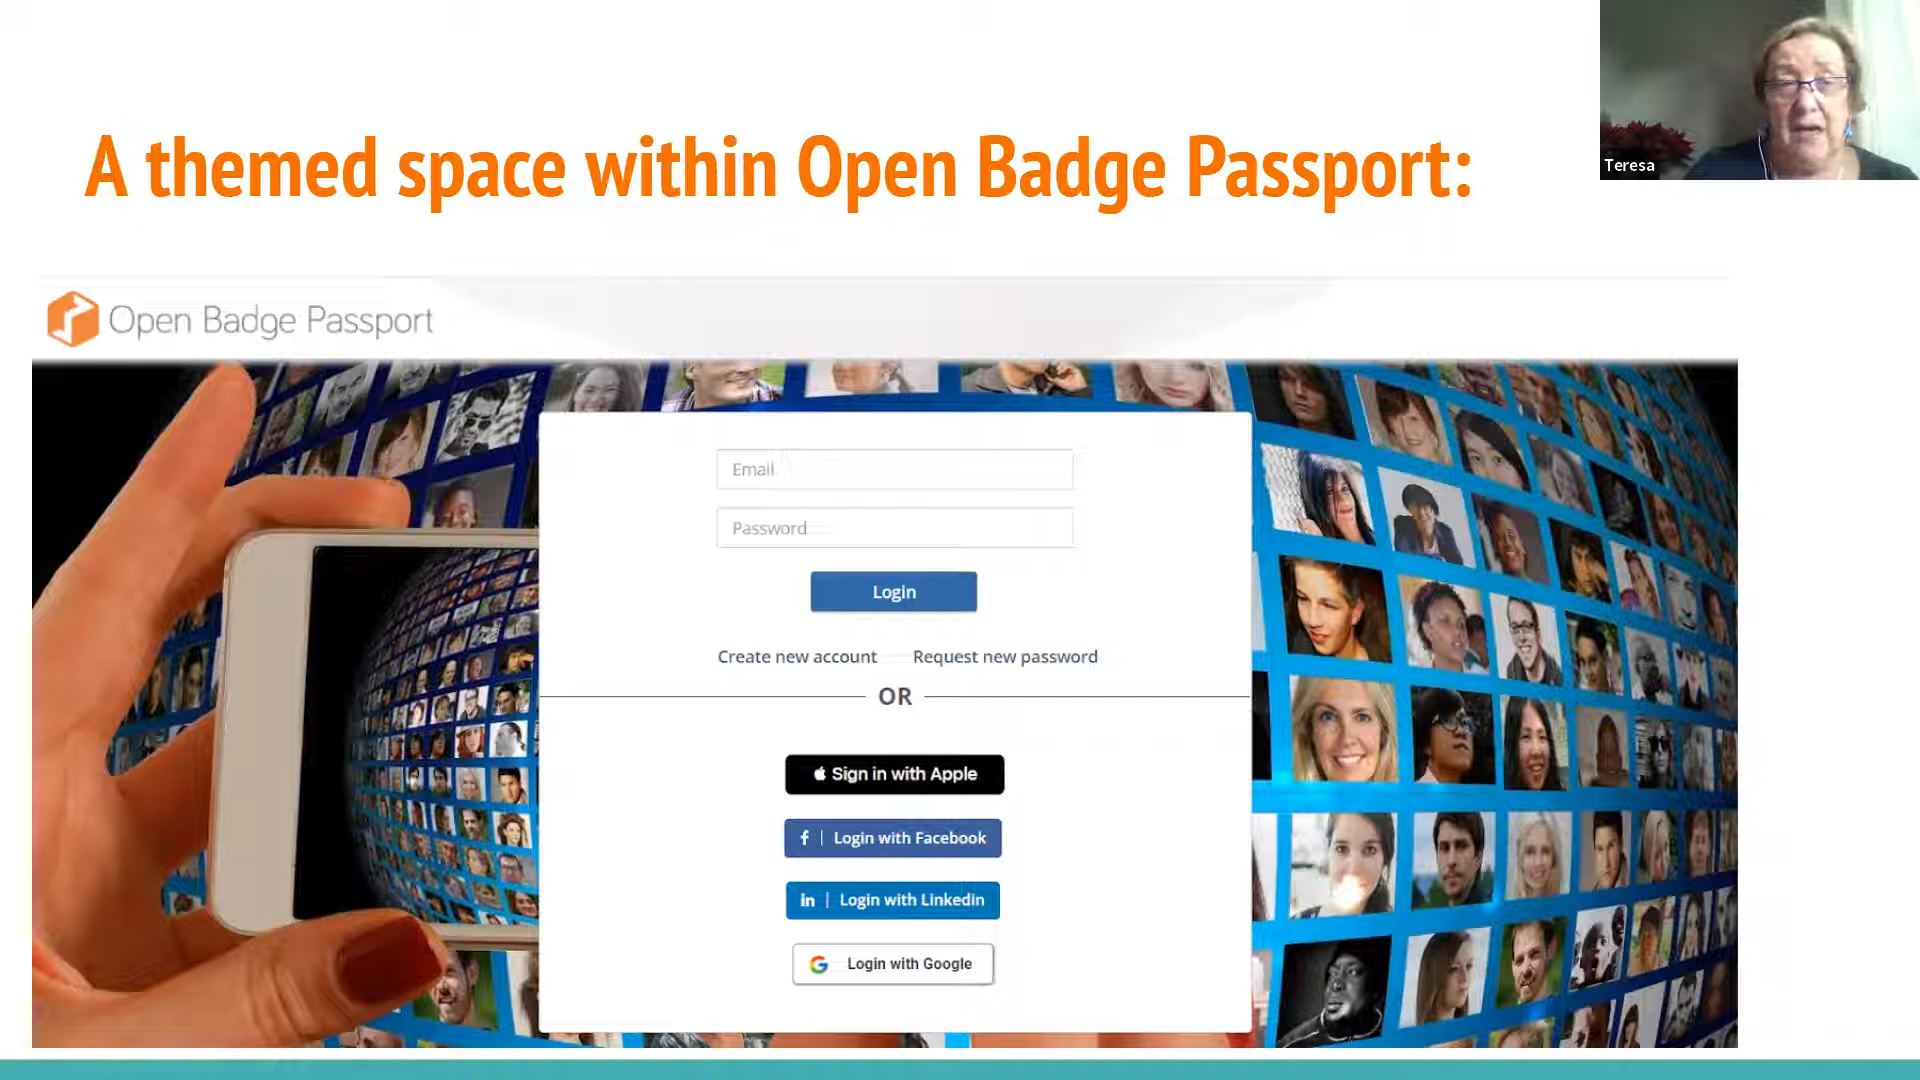 A themed space within Open Badge Passport:
Teresa
Open Badge Passport
Email
Password
Login
Create new account Request new password
OR
Sign in with Apple
f | Login with Facebook
in | Login with Linkedin
G Login with Google